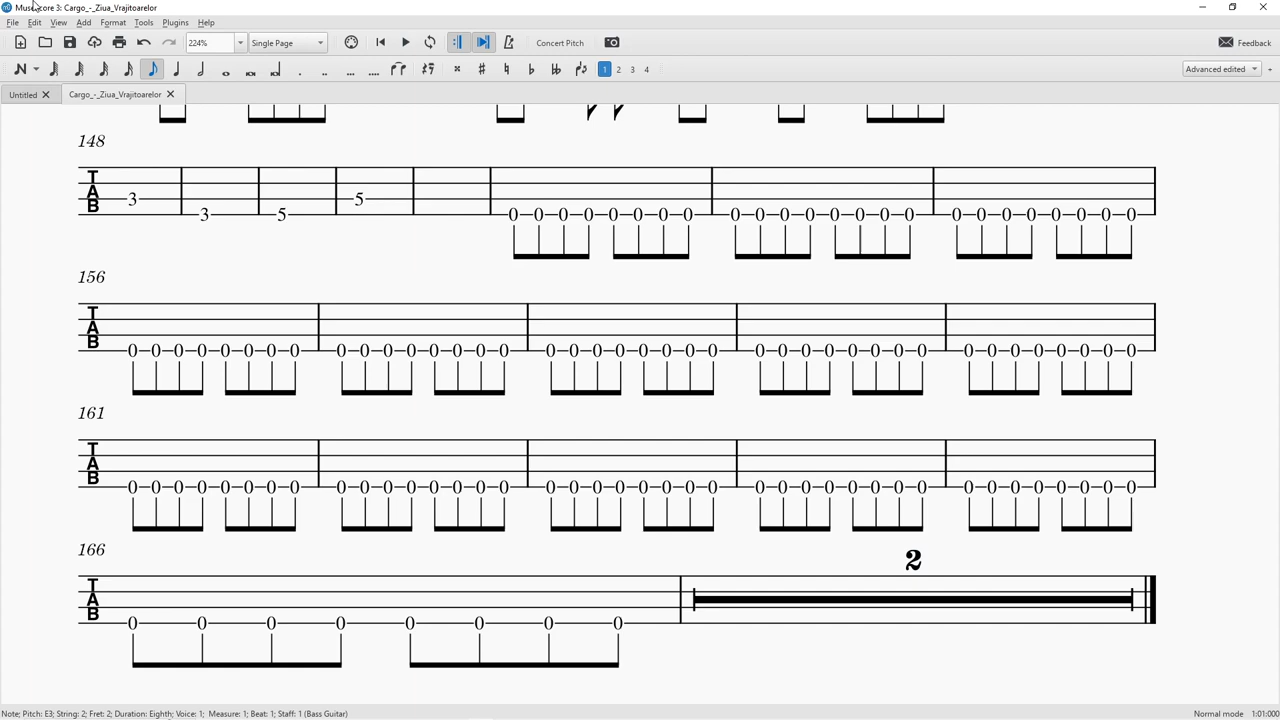 MuseScore 3: Cargo_-_Ziua_Vrajitoarelor
File Edit View Add Format Tools Plugins Help
224% Single Page Concert Pitch Feedback
1 2 3 4 Advanced edited
Untitled Cargo_-_Ziua_Vrajitoarelor
148
TAB 3 3 5 5 0 0 0 0 0 0 0 0 0 0 0 0 0 0 0 0 0 0 0 0
156
TAB 0 0 0 0 0 0 0 0 0 0 0 0 0 0 0 0 0 0 0 0 0 0 0 0 0 0 0 0 0 0 0 0 0 0 0 0 0 0 0 0
161
TAB 0 0 0 0 0 0 0 0 0 0 0 0 0 0 0 0 0 0 0 0 0 0 0 0 0 0 0 0 0 0 0 0 0 0 0 0 0 0 0 0
166
2
TAB 0 0 0 0 0 0 0 0
Note; Pitch: E3; String: 2; Fret: 2; Duration: Eighth; Voice: 1; Measure: 1; Beat: 1; Staff: 1 (Bass Guitar) Normal mode 1:01:000